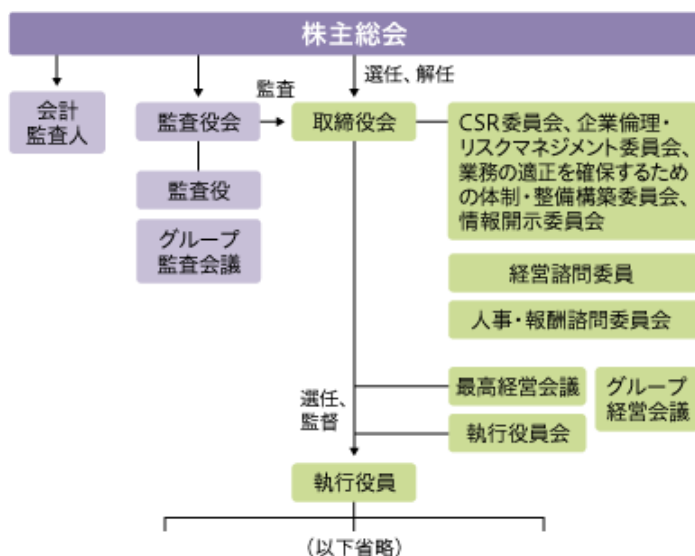 株主総会
選任、解任
監査
会計
監査人
監査役会
取締役会
CSR委員会、企業倫理・
リスクマネジメント委員会、
業務の適正を確保するため
の体制・整備構築委員会、
情報開示委員会
監査役
グループ
監査会議
経営諮問委員
人事・報酬諮問委員会
選任、
監督
最高経営会議
グループ
経営会議
執行役員会
執行役員
（以下省略）